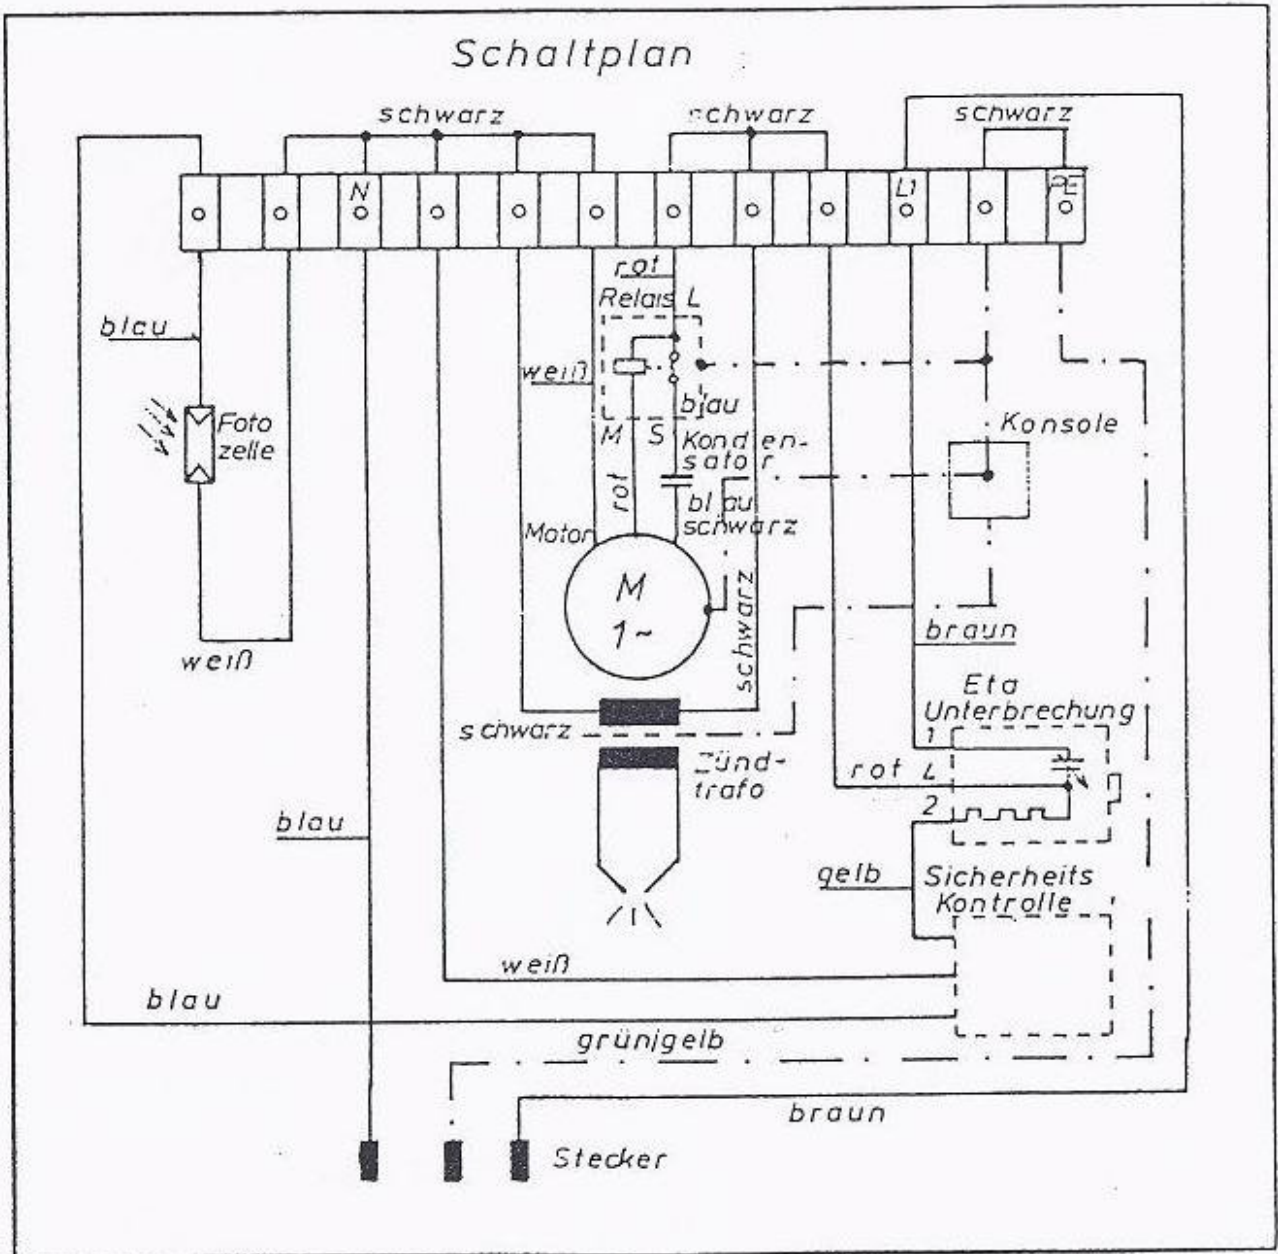 Schaltplan
schwarz
schwarz
schwarz
N
L1
PE
rot
Relais L
blau
weiß
blau
M
S
Foto
zelle
Konden-
sator
Konsole
rot
blau
schwarz
Motor
M
1~
schwarz
braun
weiß
Eta
Unterbrechung
schwarz
1
Zünd-
trafo
rot
L
2
blau
gelb
Sicherheits
Kontrolle
weiß
blau
grün/gelb
braun
Stecker